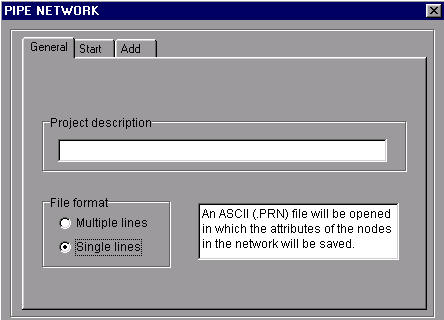 PIPE NETWORK
General Start Add
Project description
File format
Multiple lines
Single lines
An ASCII (.PRN) file will be opened
in which the attributes of the nodes
in the network will be saved.